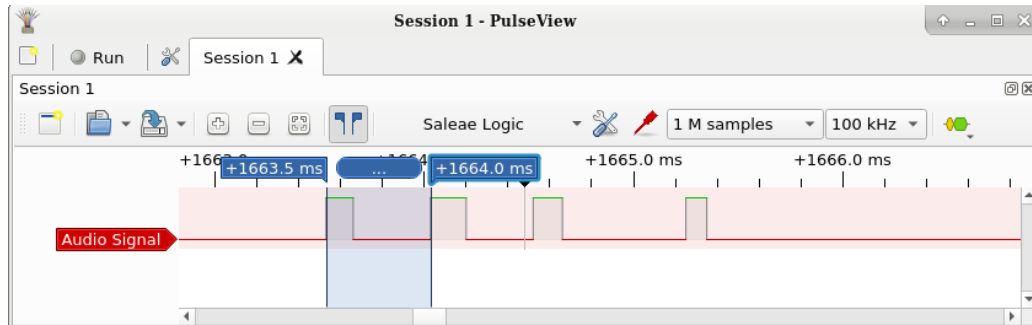 Session 1 - PulseView
Run Session 1 X
Session 1
Saleae Logic 1 M samples 100 kHz
+1663.5 ms ... +1664.0 ms +1665.0 ms +1666.0 ms
Audio Signal